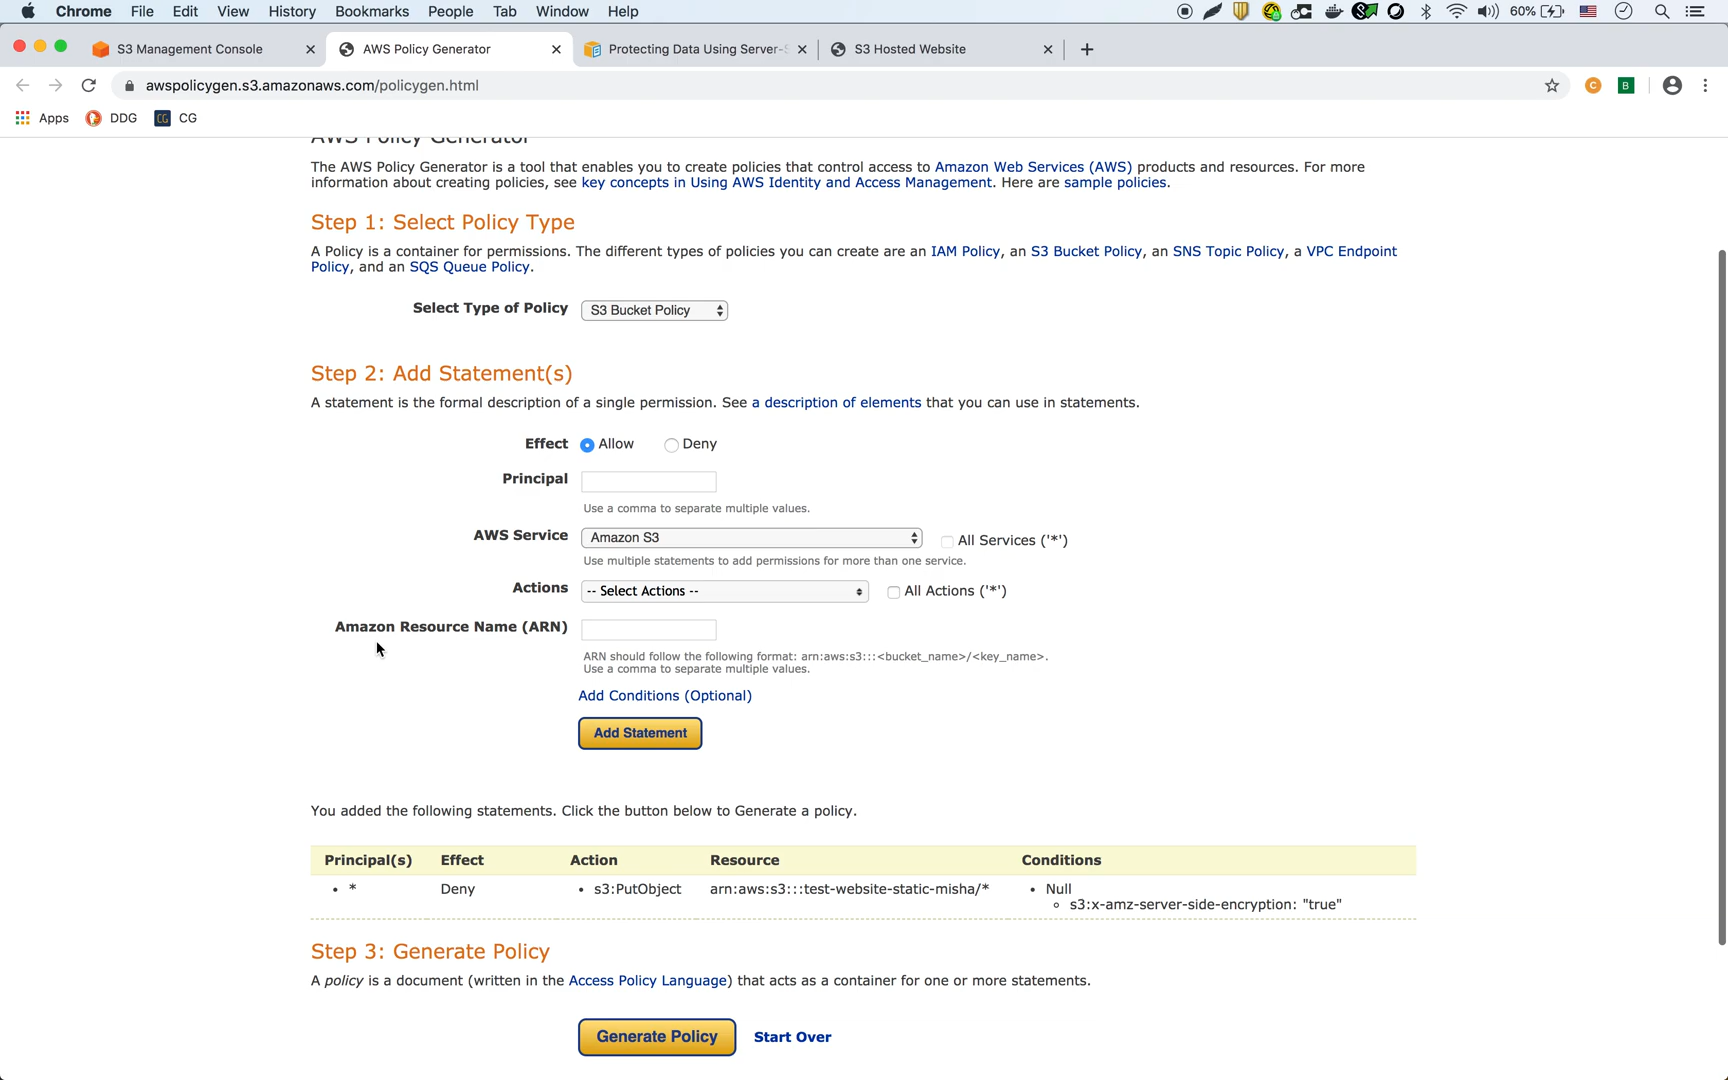 Chrome File Edit View History Bookmarks People Tab Window Help 60%
S3 Management Console AWS Policy Generator Protecting Data Using Server-S S3 Hosted Website
awspolicygen.s3.amazonaws.com/policygen.html C B
Apps DDG CG CG
AWS Policy Generator
The AWS Policy Generator is a tool that enables you to create policies that control access to Amazon Web Services (AWS) products and resources. For more
information about creating policies, see key concepts in Using AWS Identity and Access Management. Here are sample policies.
Step 1: Select Policy Type
A Policy is a container for permissions. The different types of policies you can create are an IAM Policy, an S3 Bucket Policy, an SNS Topic Policy, a VPC Endpoint
Policy, and an SQS Queue Policy.
Select Type of Policy S3 Bucket Policy
Step 2: Add Statement(s)
A statement is the formal description of a single permission. See a description of elements that you can use in statements.
Effect Allow Deny
Principal
Use a comma to separate multiple values.
AWS Service Amazon S3 All Services ('*')
Use multiple statements to add permissions for more than one service.
Actions -- Select Actions -- All Actions ('*')
Amazon Resource Name (ARN)
ARN should follow the following format: arn:aws:s3:::<bucket_name>/<key_name>.
Use a comma to separate multiple values.
Add Conditions (Optional)
Add Statement
You added the following statements. Click the button below to Generate a policy.
Principal(s) Effect Action Resource Conditions
• * Deny • s3:PutObject arn:aws:s3:::test-website-static-misha/* • Null
s3:x-amz-server-side-encryption: "true"
Step 3: Generate Policy
A policy is a document (written in the Access Policy Language) that acts as a container for one or more statements.
Generate Policy Start Over